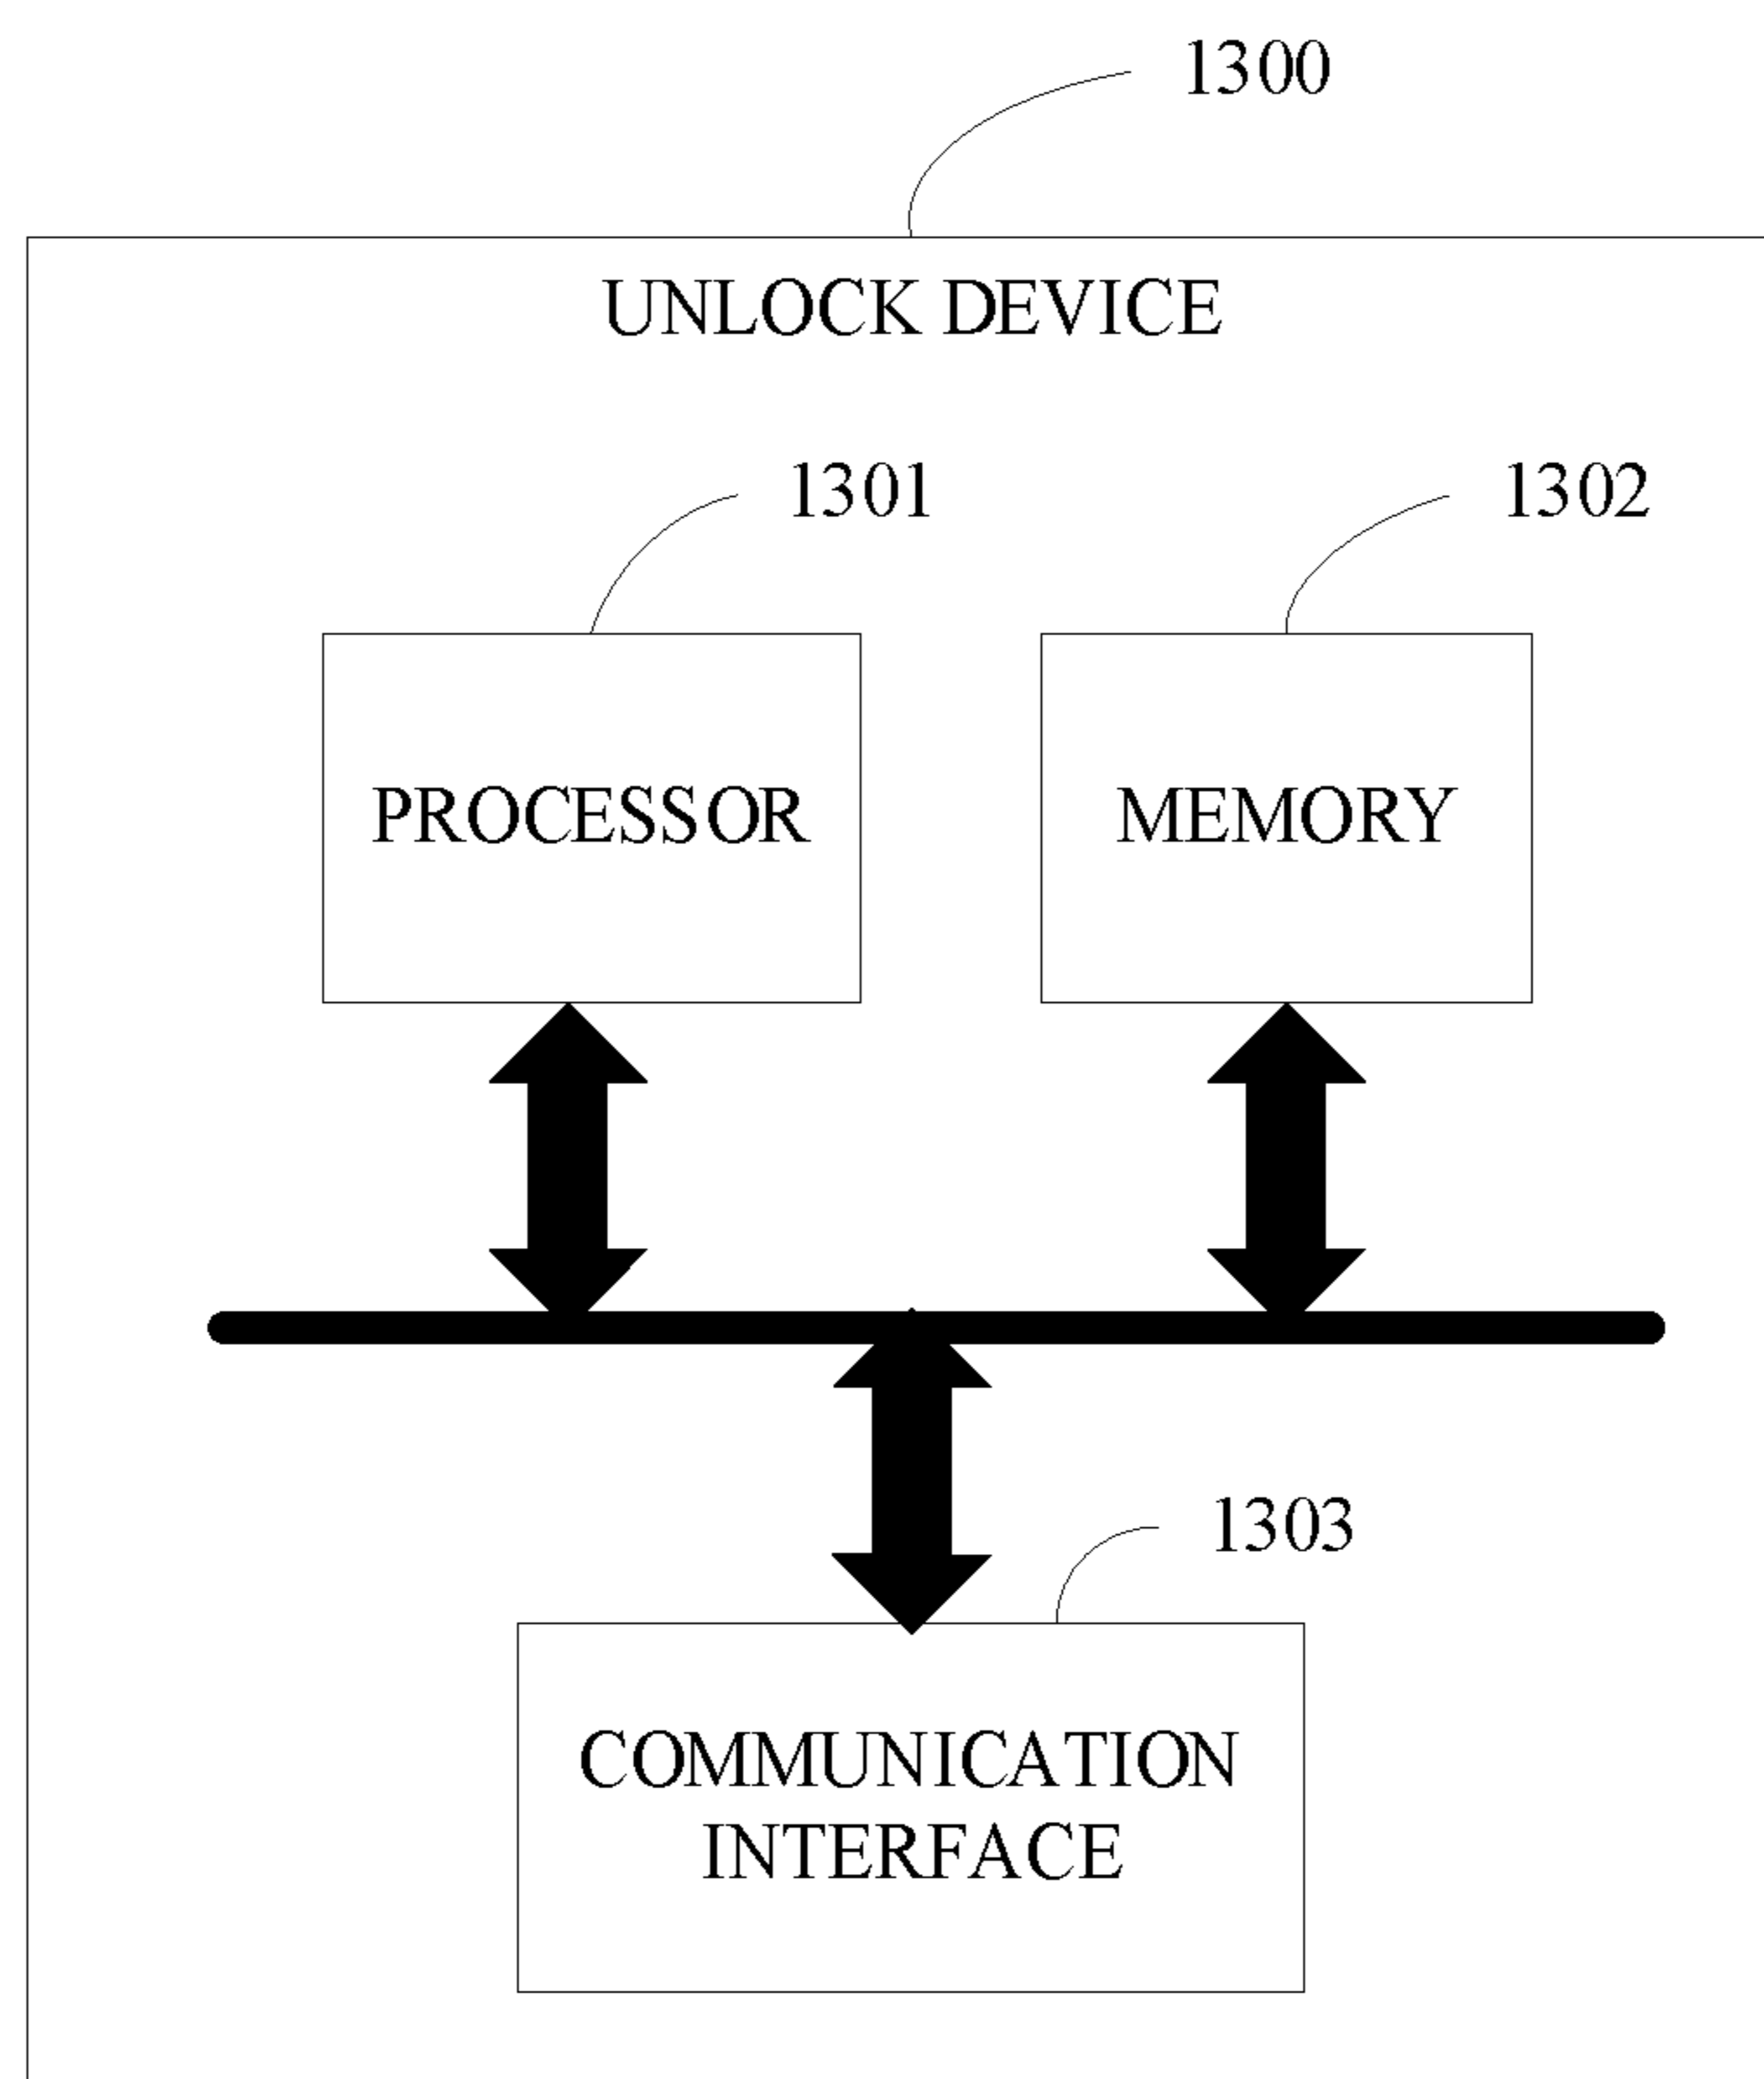 1300
UNLOCK DEVICE
1301
1302
PROCESSOR
MEMORY
1303
COMMUNICATION
INTERFACE